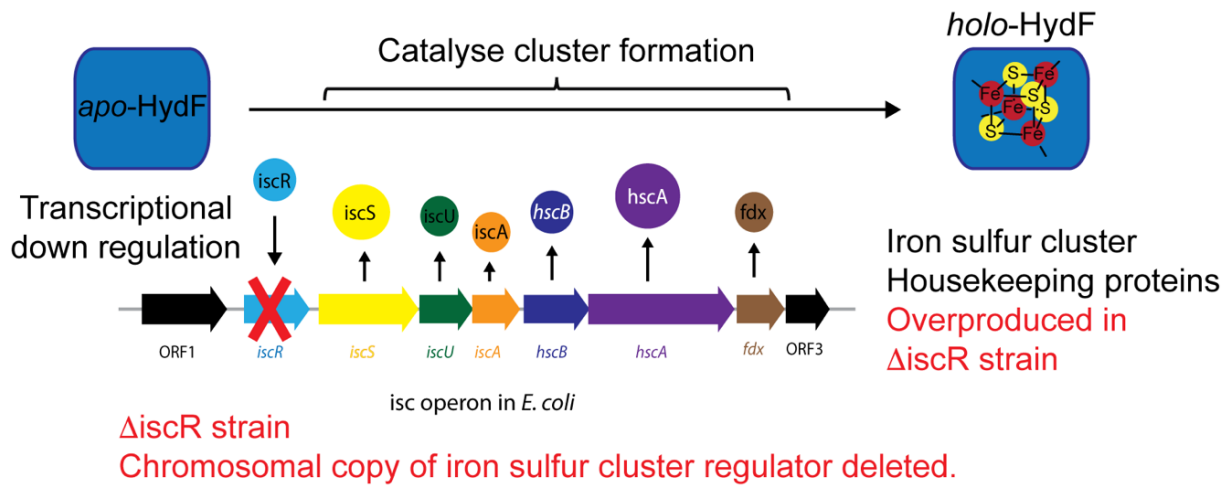 holo-HydF
Catalyse cluster formation
apo-HydF
S
Fe
Fe
S
Fe
S
S
Fe
iscR
Transcriptional
down regulation
iscS
iscU
iscA
hscB
hscA
fdx
Iron sulfur cluster
Housekeeping proteins
Overproduced in
ΔiscR strain
ORF1
iscR
iscS
iscU
iscA
hscB
hscA
fdx
ORF3
isc operon in E. coli
ΔiscR strain
Chromosomal copy of iron sulfur cluster regulator deleted.